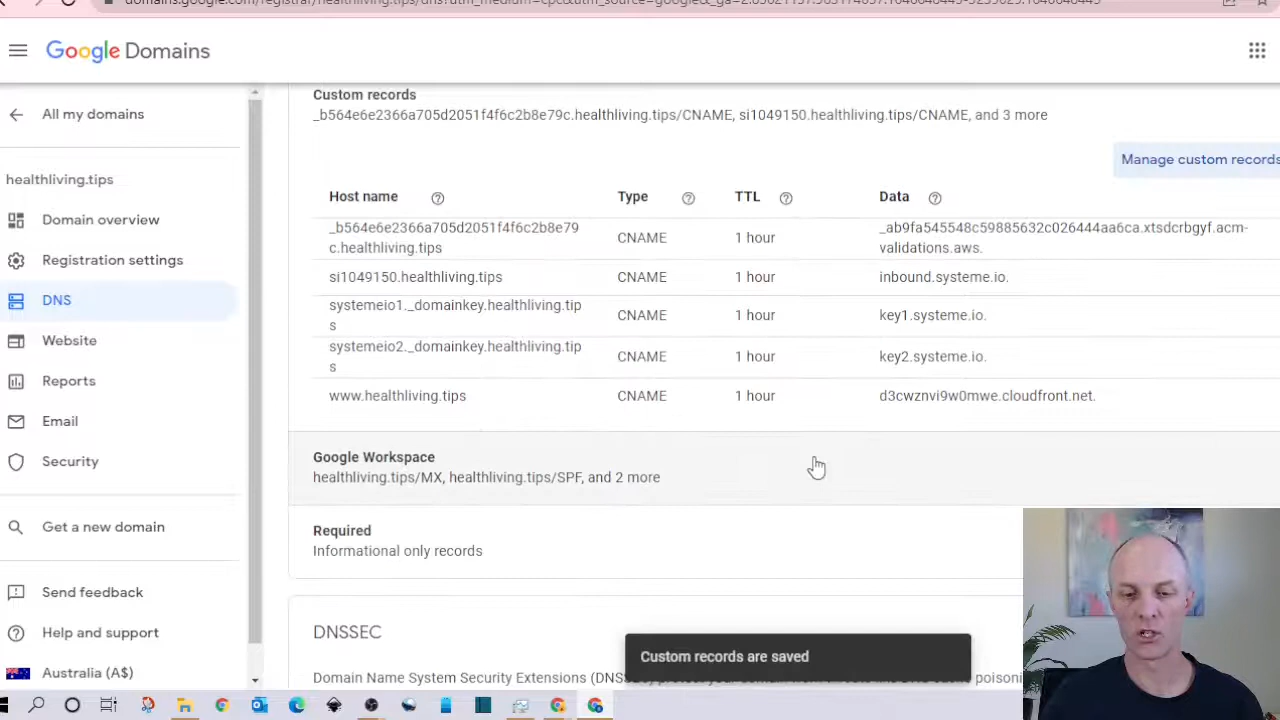 Google Domains
All my domains
healthliving.tips
Domain overview
Registration settings
DNS
Website
Reports
Email
Security
Get a new domain
Send feedback
Help and support
Australia (A$)
Custom records
_b564e6e2366a705d2051f4f6c2b8e79c.healthliving.tips/CNAME, si1049150.healthliving.tips/CNAME, and 3 more
Manage custom records
Host name Type TTL Data
_b564e6e2366a705d2051f4f6c2b8e79 CNAME 1 hour _ab9fa545548c59885632c026444aa6ca.xtsdcrbgyf.acm-
c.healthliving.tips validations.aws.
si1049150.healthliving.tips CNAME 1 hour inbound.systeme.io.
systemeio1._domainkey.healthliving.tip CNAME 1 hour key1.systeme.io.
s
systemeio2._domainkey.healthliving.tip CNAME 1 hour key2.systeme.io.
s
www.healthliving.tips CNAME 1 hour d3cwznvi9w0mwe.cloudfront.net.
Google Workspace
healthliving.tips/MX, healthliving.tips/SPF, and 2 more
Required
Informational only records
DNSSEC
Custom records are saved
Domain Name System Security Extensions